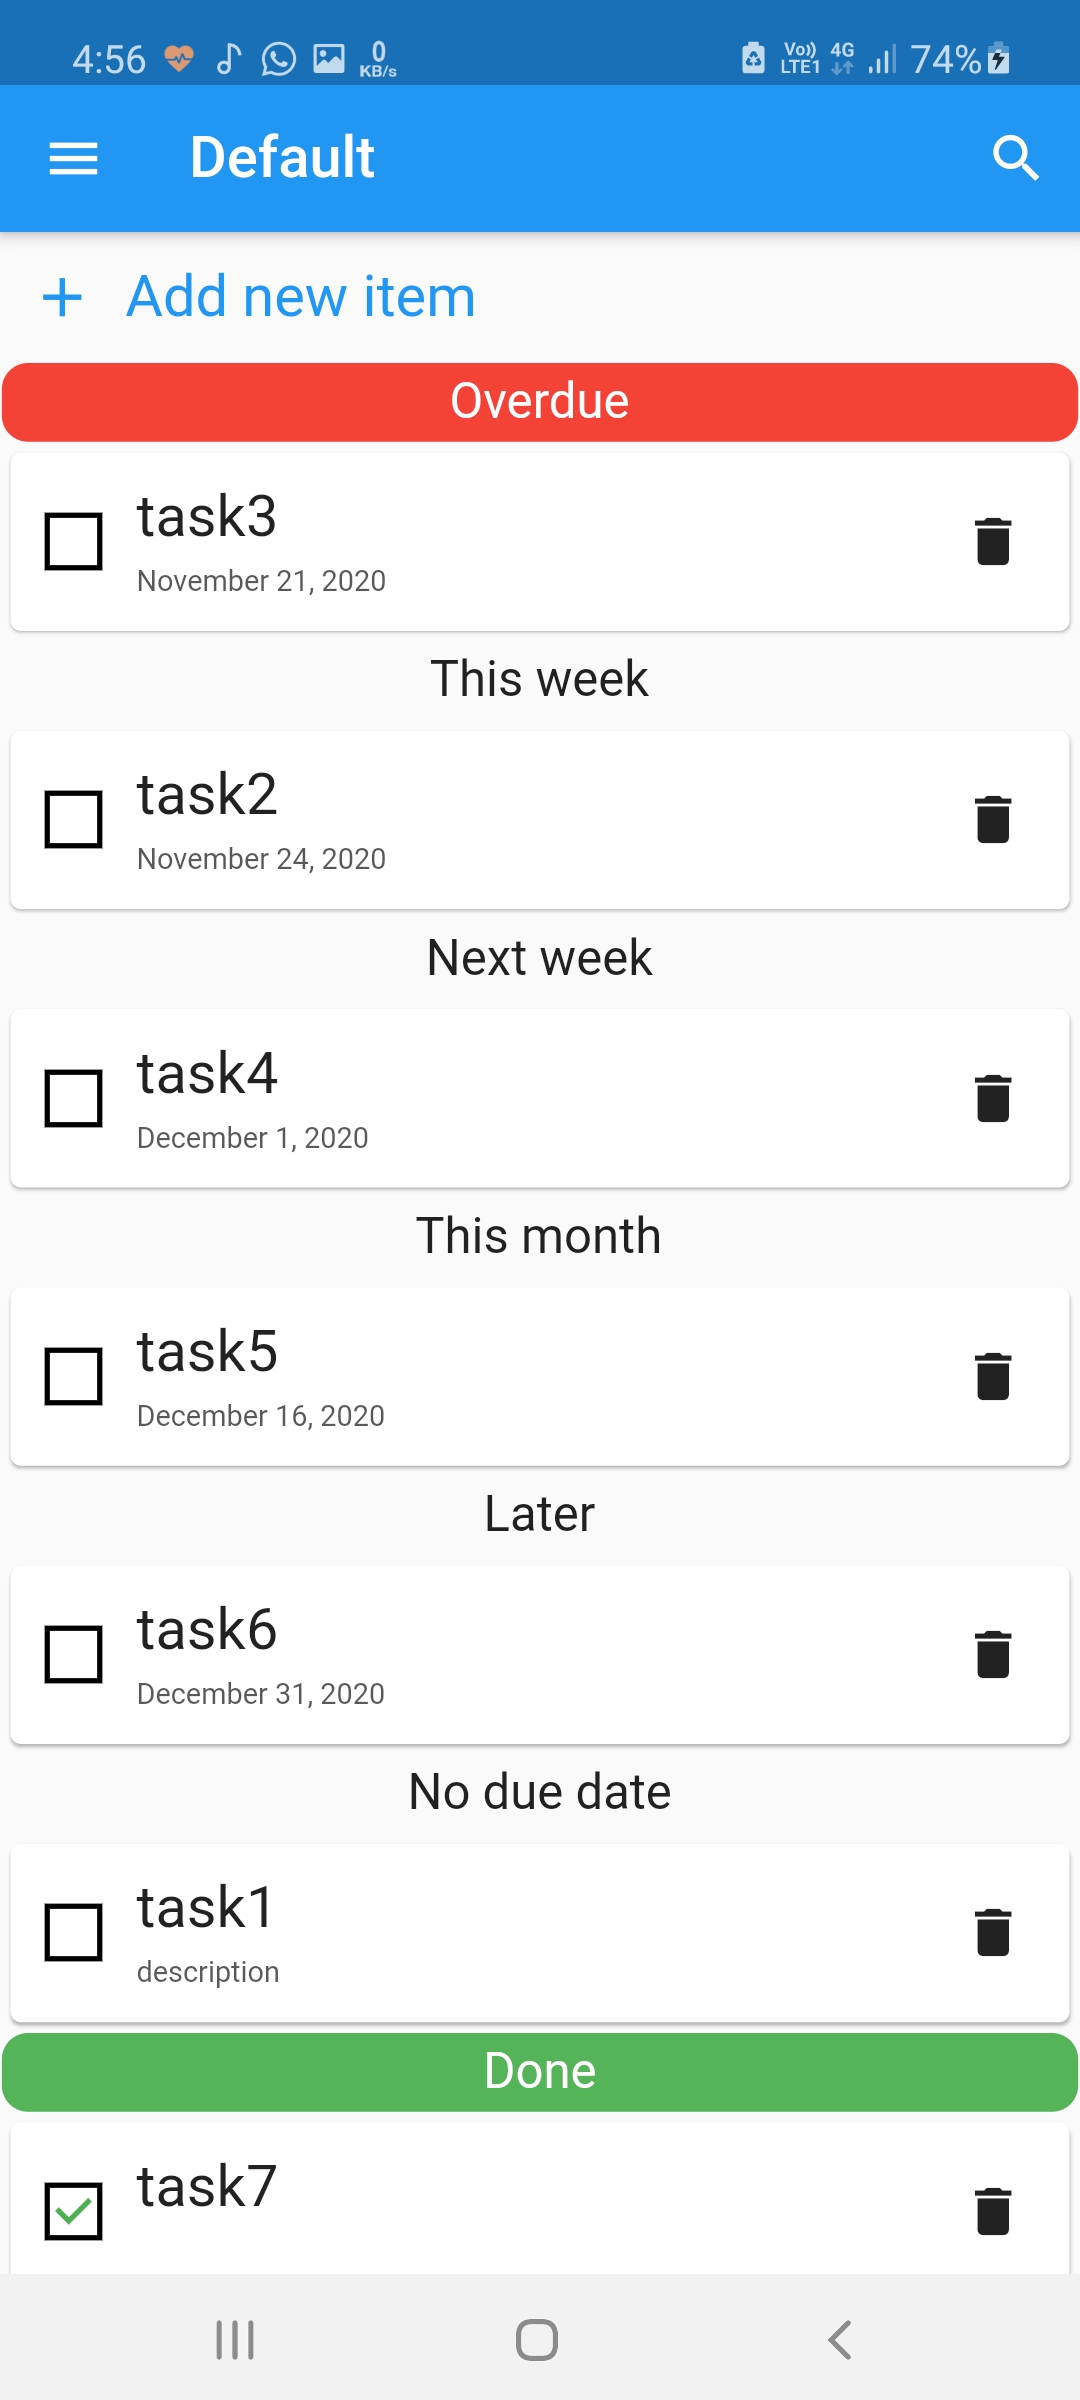 4:56 0 KB/s Vo)) LTE1 4G 74%
Default
Add new item
Overdue
task3
November 21, 2020
This week
task2
November 24, 2020
Next week
task4
December 1, 2020
This month
task5
December 16, 2020
Later
task6
December 31, 2020
No due date
task1
description
Done
task7